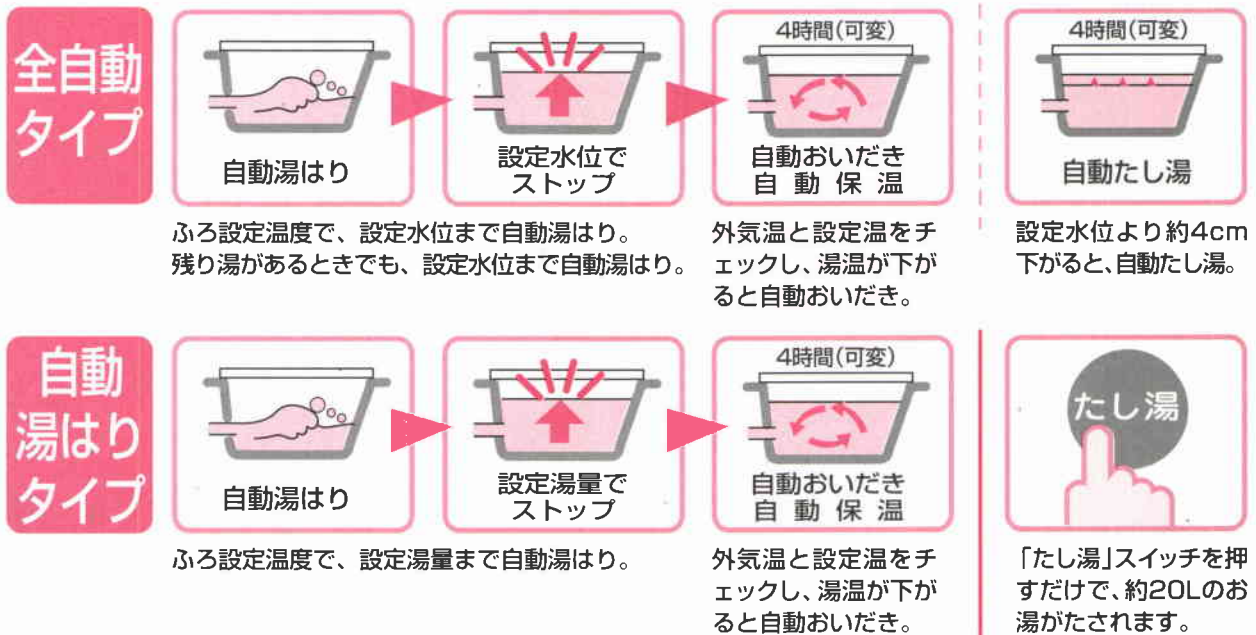 全自動
タイプ
自動湯はり
設定水位で
ストップ
4時間(可変)
自動おいだき
自動保温
4時間(可変)
自動たし湯
ふろ設定温度で、設定水位まで自動湯はり。
残り湯があるときでも、設定水位まで自動湯はり。
外気温と設定温をチ
ェックし、湯温が下が
ると自動おいだき。
設定水位より約4cm
下がると、自動たし湯。
自動
湯はり
タイプ
自動湯はり
設定湯量で
ストップ
4時間(可変)
自動おいだき
自動保温
たし湯
ふろ設定温度で、設定湯量まで自動湯はり。
外気温と設定温をチ
ェックし、湯温が下が
ると自動おいだき。
「たし湯」スイッチを押
すだけで、約20Lのお
湯がたされます。